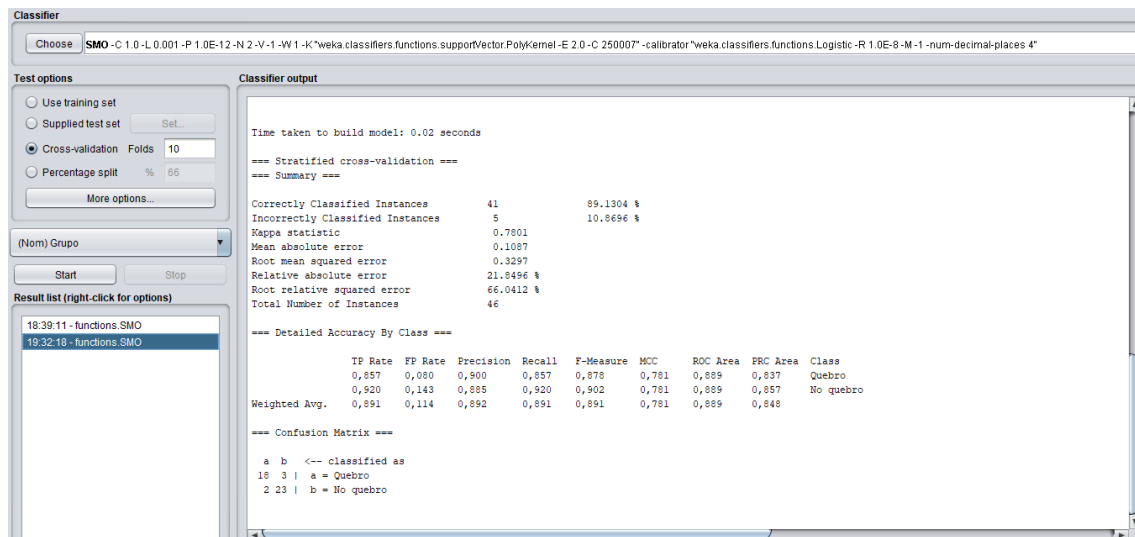 Classifier
Choose SMO -C 1.0 -L 0.001 -P 1.0E-12 -N 2 -V -1 -W 1 -K "weka.classifiers.functions.supportVector.PolyKernel -E 2.0 -C 250007" -calibrator "weka.classifiers.functions.Logistic -R 1.0E-8 -M -1 -num-decimal-places 4"
Test options
Use training set
Supplied test set Set...
Cross-validation Folds 10
Percentage split % 66
More options...
(Nom) Grupo
Start Stop
Result list (right-click for options)
18:39:11 - functions.SMO
19:32:18 - functions.SMO
Classifier output
Time taken to build model: 0.02 seconds
=== Stratified cross-validation ===
=== Summary ===
Correctly Classified Instances 41 89.1304 %
Incorrectly Classified Instances 5 10.8696 %
Kappa statistic 0.7801
Mean absolute error 0.1087
Root mean squared error 0.3297
Relative absolute error 21.8496 %
Root relative squared error 66.0412 %
Total Number of Instances 46
=== Detailed Accuracy By Class ===
TP Rate FP Rate Precision Recall F-Measure MCC ROC Area PRC Area Class
0,857 0,080 0,900 0,857 0,878 0,781 0,889 0,837 Quebro
0,920 0,143 0,885 0,920 0,902 0,781 0,889 0,857 No quebro
Weighted Avg. 0,891 0,114 0,892 0,891 0,891 0,781 0,889 0,848
=== Confusion Matrix ===
a b <-- classified as
18 3 | a = Quebro
2 23 | b = No quebro